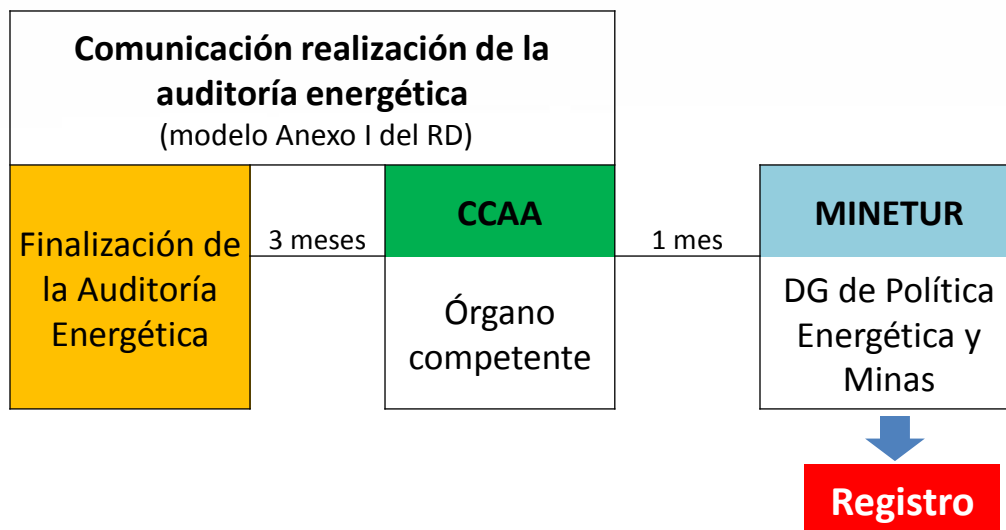 Comunicación realización de la
auditoría energética
(modelo Anexo I del RD)
Finalización de
la Auditoría
Energética
3 meses
CCAA
Órgano
competente
1 mes
MINETUR
DG de Política
Energética y
Minas
Registro